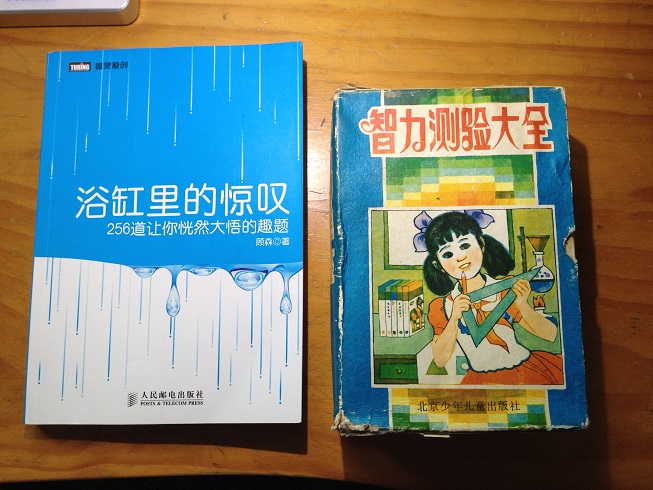 TURING 图灵原创
浴缸里的惊叹
256道让你恍然大悟的趣题
顾森◎著
人民邮电出版社
POSTS & TELECOM PRESS
智力测验大全
北京少年儿童出版社